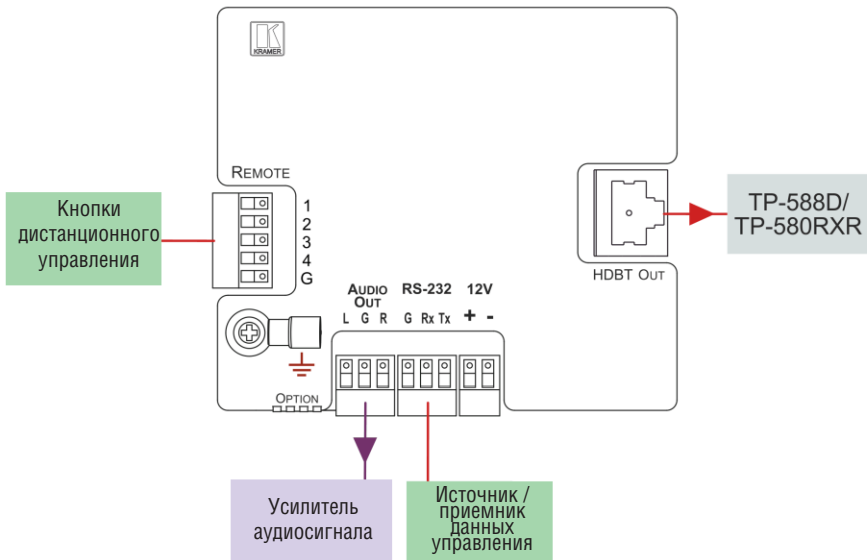 KRAMER
REMOTE
1
2
3
4
G
Кнопки
дистанционного
управления
TP-588D/
TP-580RXR
HDBT OUT
AUDIO OUT RS-232 12V
L G R G Rx Tx + -
OPTION
Усилитель
аудиосигнала
Источник /
приемник
данных
управления